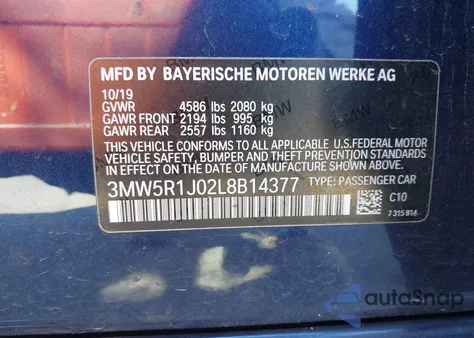 MFD BY BAYERISCHE MOTOREN WERKE AG
10/19
GVWR 4586 lbs 2080 kg
GAWR FRONT 2194 lbs 995 kg
GAWR REAR 2557 lbs 1160 kg
THIS VEHICLE CONFORMS TO ALL APPLICABLE U.S.FEDERAL MOTOR
VEHICLE SAFETY, BUMPER, AND THEFT PREVENTION STANDARDS
IN EFFECT ON THE DATE OF MANUFACTURE SHOWN ABOVE.
3MW5R1J02L8B14377 TYPE: PASSENGER CAR
C10
7 315 814
autoSnap